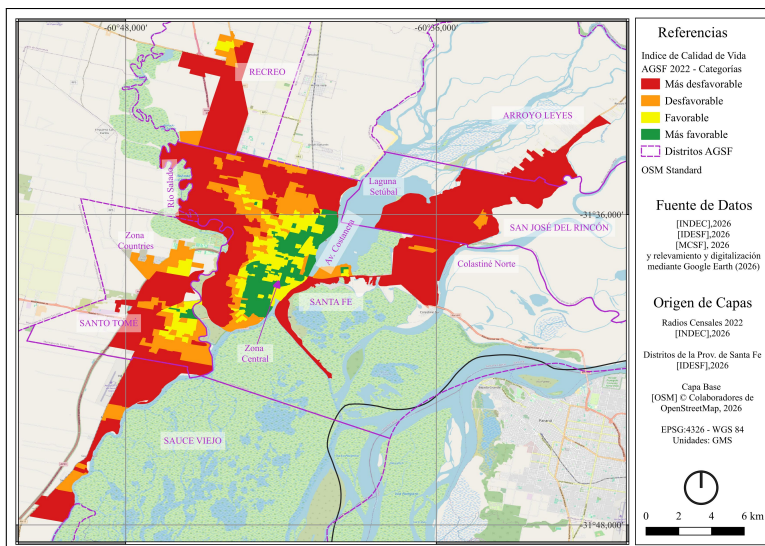 -60°48,000'
-60°36,000'
RECREO
ARROYO LEYES
Río Salado
Laguna
Setúbal
-31°36,000'
SAN JOSÉ DEL RINCÓN
Zona
Countries
Av. Costanera
Colastiné Norte
SANTO TOMÉ
SANTA FE
Zona
Central
SAUCE VIEJO
Paraná
-31°48,000'
Referencias
Indice de Calidad de Vida
AGSF 2022 - Categorías
Más desfavorable
Desfavorable
Favorable
Más favorable
Distritos AGSF
OSM Standard
Fuente de Datos
[INDEC],2026
[IDESF],2026
[MCSF], 2026
y relevamiento y digitalización
mediante Google Earth (2026)
Origen de Capas
Radios Censales 2022
[INDEC],2026
Distritos de la Prov. de Santa Fe
[IDESF],2026
Capa Base
[OSM] © Colaboradores de
OpenStreetMap, 2026
EPSG:4326 - WGS 84
Unidades: GMS
0 2 4 6 km